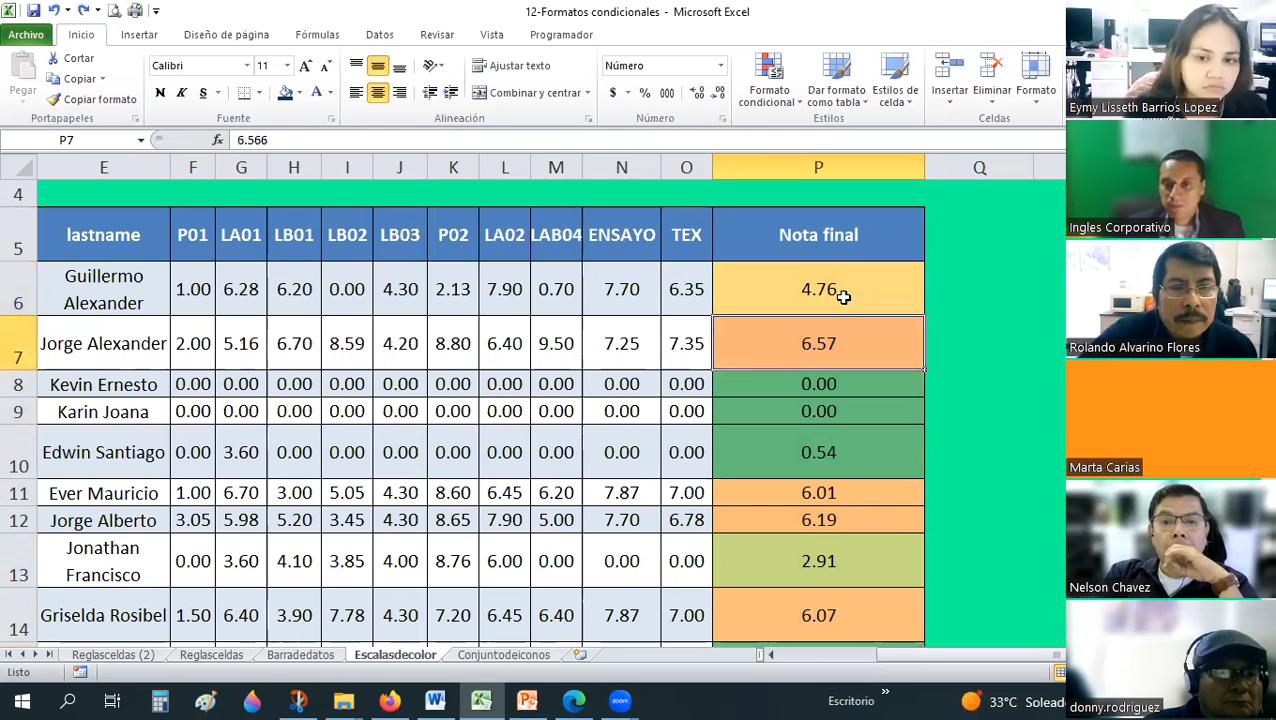 12-Formatos condicionales - Microsoft Excel
Archivo Inicio Insertar Diseño de página Fórmulas Datos Revisar Vista Programador
Pegar
Cortar
Copiar
Copiar formato
Portapapeles
Calibri 11
N K S
Fuente
Ajustar texto
Combinar y centrar
Alineación
Número
$ % 000
Número
Formato condicional
Dar formato como tabla
Estilos de celda
Estilos
Insertar Eliminar Formato
Celdas
P7 fx 6.566
E F G H I J K L M N O P Q
4
5 lastname P01 LA01 LB01 LB02 LB03 P02 LA02 LAB04 ENSAYO TEX Nota final
6 Guillermo Alexander 1.00 6.28 6.20 0.00 4.30 2.13 7.90 0.70 7.70 6.35 4.76
7 Jorge Alexander 2.00 5.16 6.70 8.59 4.20 8.80 6.40 9.50 7.25 7.35 6.57
8 Kevin Ernesto 0.00 0.00 0.00 0.00 0.00 0.00 0.00 0.00 0.00 0.00 0.00
9 Karin Joana 0.00 0.00 0.00 0.00 0.00 0.00 0.00 0.00 0.00 0.00 0.00
10 Edwin Santiago 0.00 3.60 0.00 0.00 0.00 0.00 0.00 0.00 0.00 0.00 0.54
11 Ever Mauricio 1.00 6.70 3.00 5.05 4.30 8.60 6.45 6.20 7.87 7.00 6.01
12 Jorge Alberto 3.05 5.98 5.20 3.45 4.30 8.65 7.90 5.00 7.70 6.78 6.19
13 Jonathan Francisco 0.00 3.60 4.10 3.85 4.00 8.76 6.00 0.00 0.00 0.00 2.91
14 Griselda Rosibel 1.50 6.40 3.90 7.78 4.30 7.20 6.45 6.40 7.87 7.00 6.07
Reglasceldas (2) Reglasceldas Barradedatos Escalasdecolor Conjuntodeiconos
Listo
Escritorio » 33°C Soleado
Eymy Lisseth Barrios Lopez
Ingles Corporativo
Rolando Alvarino Flores
Marta Carias
Nelson Chavez
donny.rodriguez